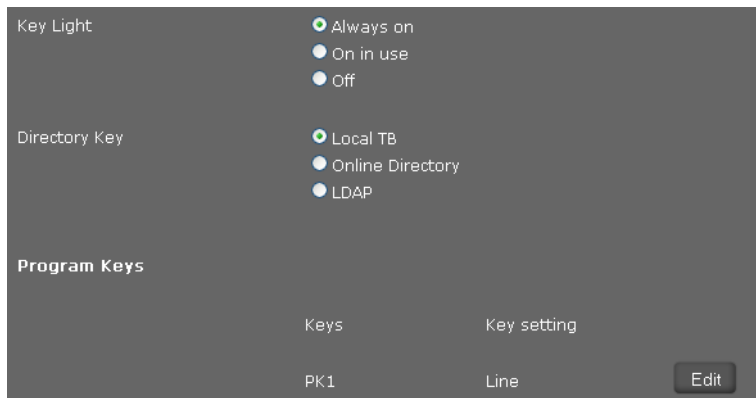 Key Light Always on
On in use
Off
Directory Key Local TB
Online Directory
LDAP
Program Keys
Keys Key setting
PK1 Line Edit